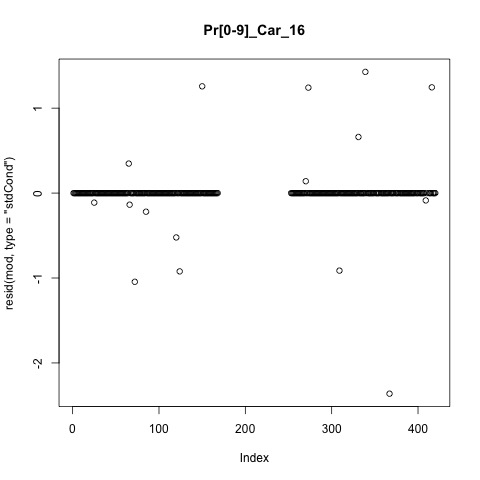 Pr[0-9]_Car_16
resid(mod, type = "stdCond")
1
0
-1
-2
0 100 200 300 400
Index